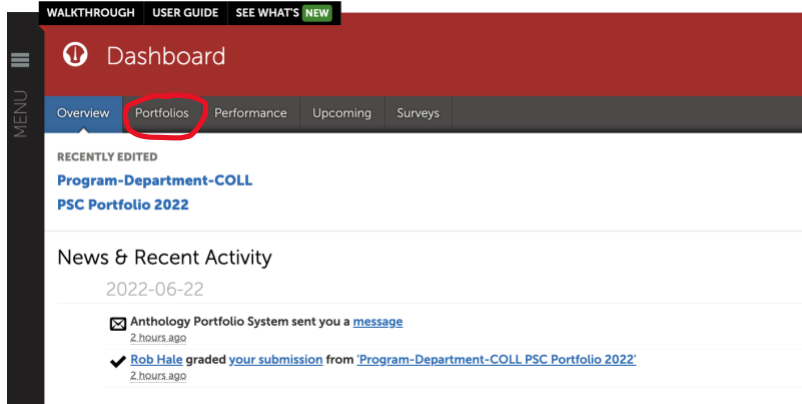 WALKTHROUGH USER GUIDE SEE WHAT'S NEW
Dashboard
MENU
Overview Portfolios Performance Upcoming Surveys
RECENTLY EDITED
Program-Department-COLL
PSC Portfolio 2022
News & Recent Activity
2022-06-22
Anthology Portfolio System sent you a message
2 hours ago
Rob Hale graded your submission from 'Program-Department-COLL PSC Portfolio 2022'
2 hours ago